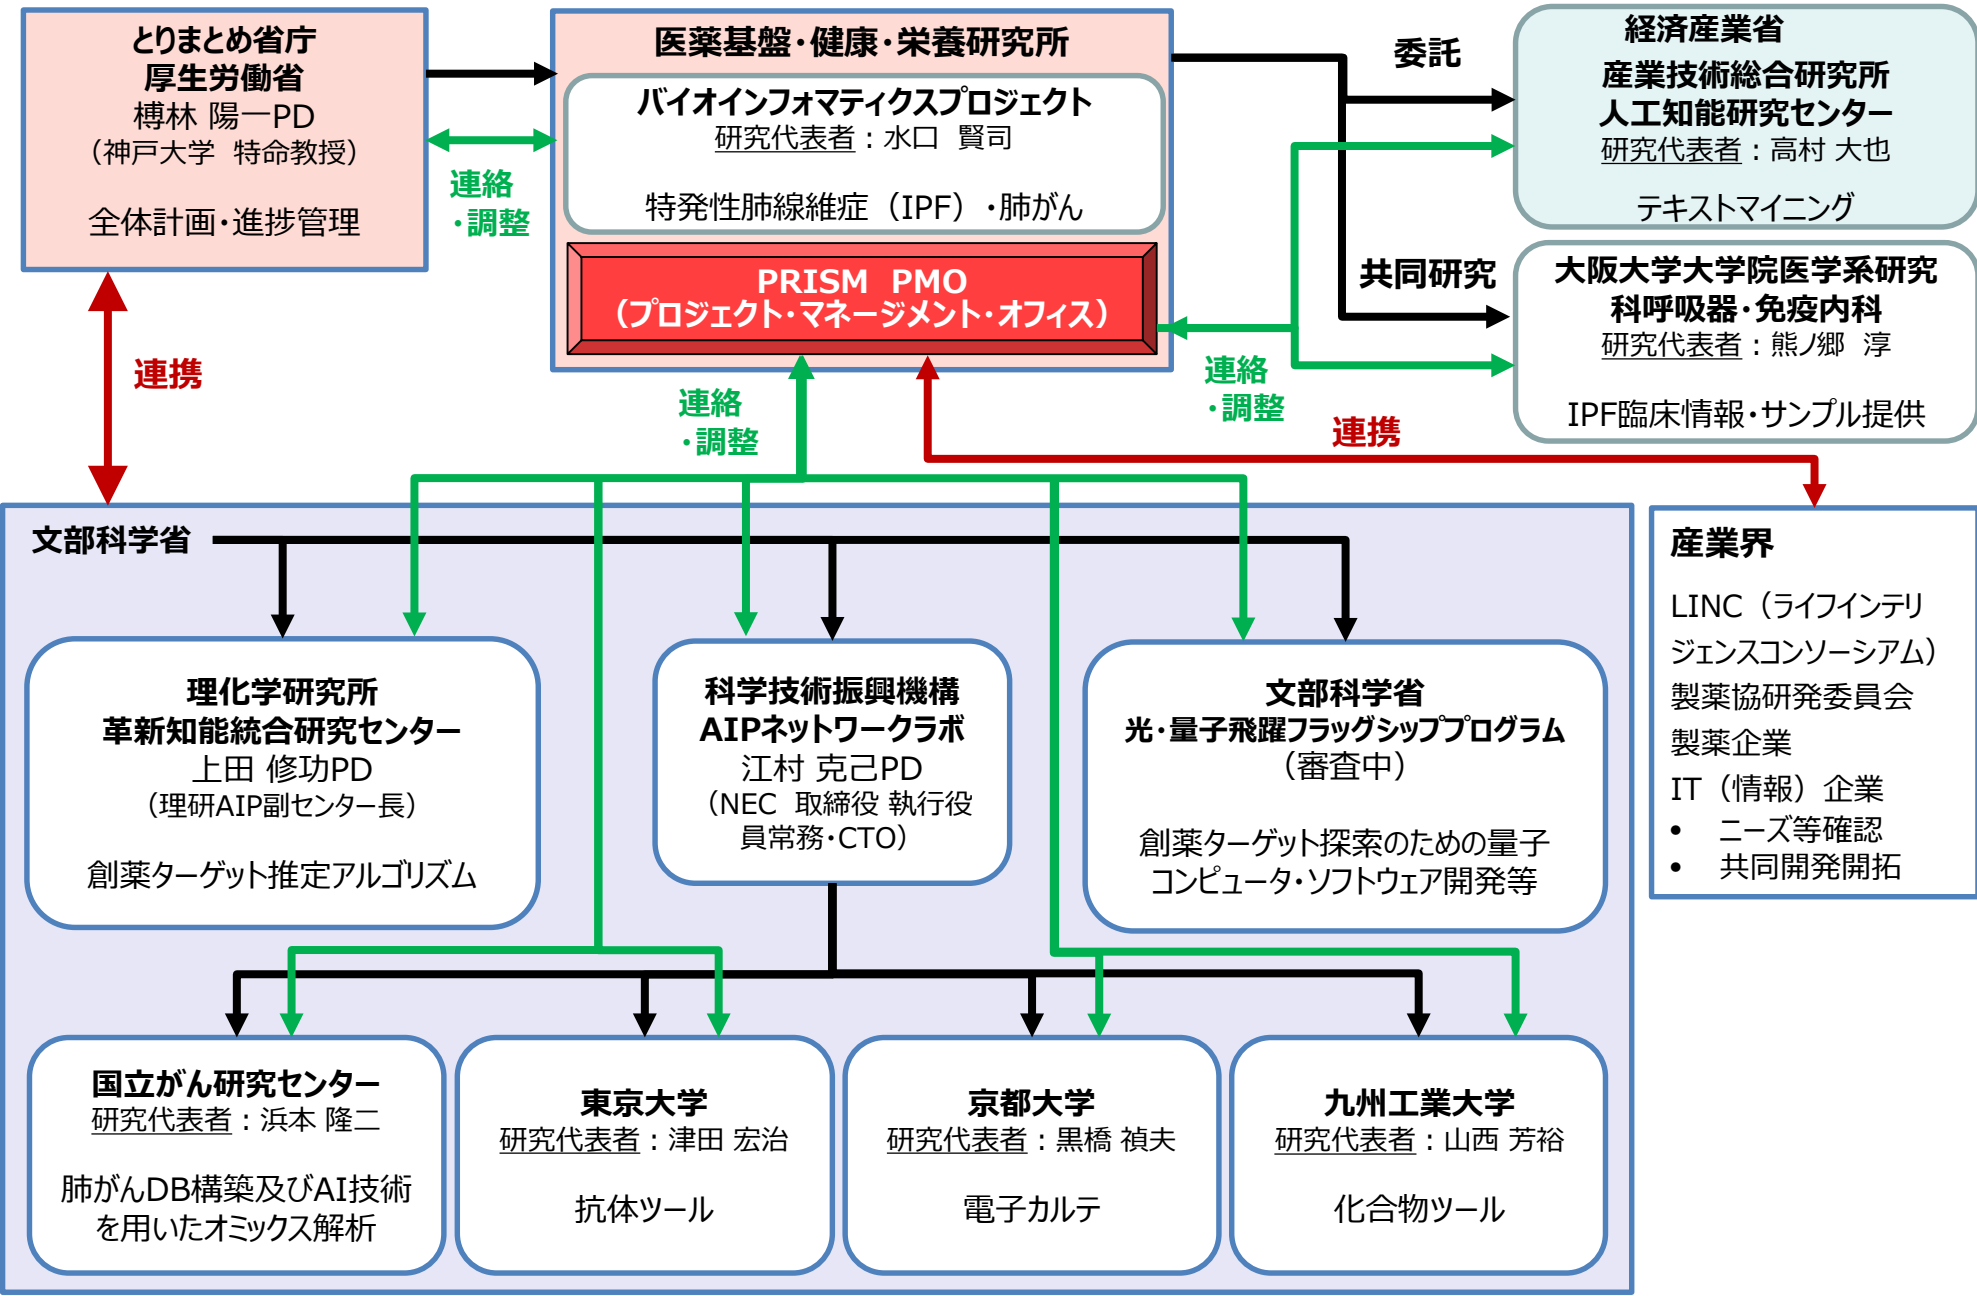 とりまとめ省庁
厚生労働省
榑林 陽一PD
（神戸大学 特命教授）
全体計画・進捗管理
連絡
・調整
連携
医薬基盤・健康・栄養研究所
バイオインフォマティクスプロジェクト
研究代表者：水口 賢司
特発性肺線維症（IPF）・肺がん
PRISM PMO
（プロジェクト・マネージメント・オフィス）
委託
共同研究
経済産業省
産業技術総合研究所
人工知能研究センター
研究代表者：高村 大也
テキストマイニング
大阪大学大学院医学系研究
科呼吸器・免疫内科
研究代表者：熊ノ郷 淳
IPF臨床情報・サンプル提供
連絡
・調整
連絡
・調整
連携
文部科学省
理化学研究所
革新知能統合研究センター
上田 修功PD
（理研AIP副センター長）
創薬ターゲット推定アルゴリズム
科学技術振興機構
AIPネットワークラボ
江村 克己PD
（NEC 取締役 執行役
員常務・CTO）
文部科学省
光・量子飛躍フラッグシッププログラム
（審査中）
創薬ターゲット探索のための量子
コンピュータ・ソフトウェア開発等
産業界
LINC（ライフインテリ
ジェンスコンソーシアム）
製薬協研発委員会
製薬企業
IT（情報）企業
• ニーズ等確認
• 共同開発開拓
国立がん研究センター
研究代表者：浜本 隆二
肺がんDB構築及びAI技術
を用いたオミックス解析
東京大学
研究代表者：津田 宏治
抗体ツール
京都大学
研究代表者：黒橋 禎夫
電子カルテ
九州工業大学
研究代表者：山西 芳裕
化合物ツール